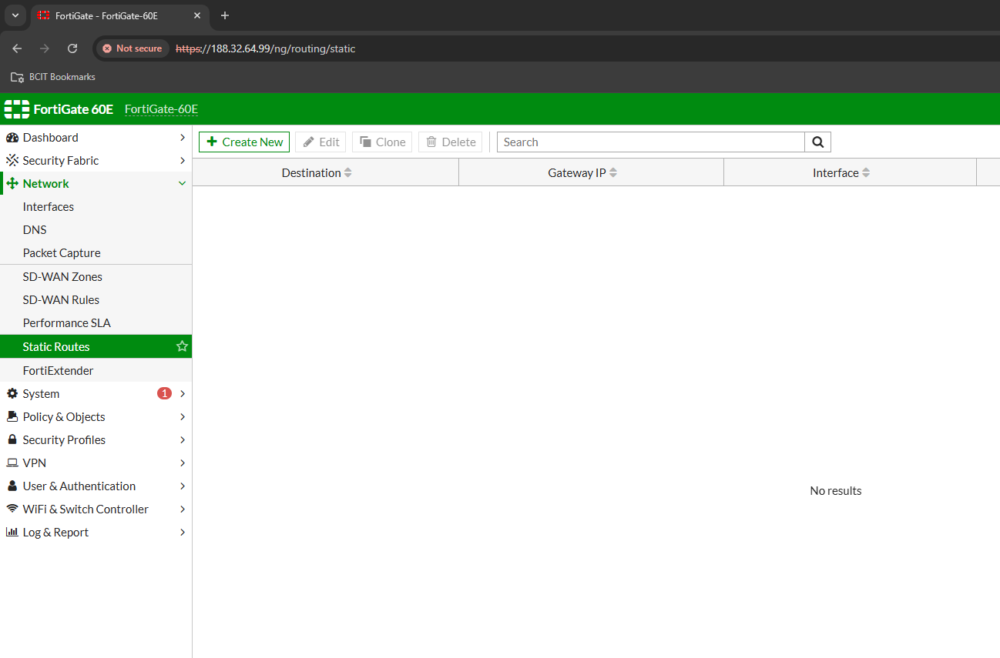 FortiGate - FortiGate-60E
Not secure https://188.32.64.99/ng/routing/static
BCIT Bookmarks
FortiGate 60E FortiGate-60E
Dashboard
Security Fabric
Network
Interfaces
DNS
Packet Capture
SD-WAN Zones
SD-WAN Rules
Performance SLA
Static Routes
FortiExtender
System 1
Policy & Objects
Security Profiles
VPN
User & Authentication
WiFi & Switch Controller
Log & Report
Create New Edit Clone Delete Search
Destination Gateway IP Interface
No results